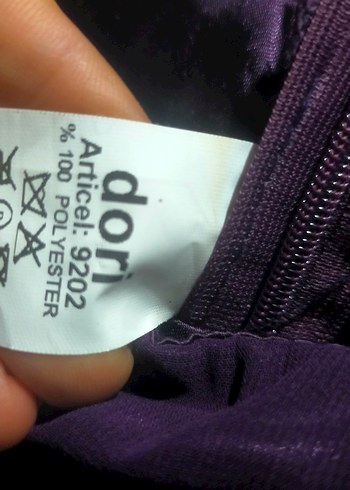 dori
Articel: 9202
% 100 POLYESTER